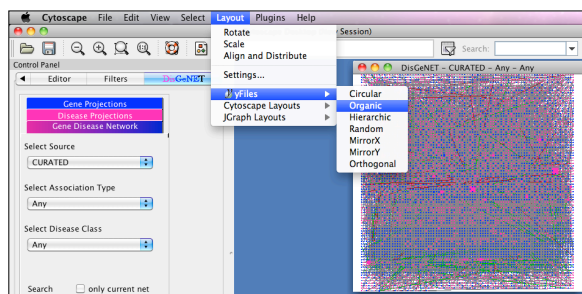 Cytoscape File Edit View Select Layout Plugins Help
Session)
Search:
Rotate
Scale
Align and Distribute
Settings...
yFiles
Cytoscape Layouts
JGraph Layouts
Circular
Organic
Hierarchic
Random
MirrorX
MirrorY
Orthogonal
Control Panel
Editor Filters DisGeNET
DisGeNET – CURATED – Any – Any
Gene Projections
Disease Projections
Gene Disease Network
Select Source
CURATED
Select Association Type
Any
Select Disease Class
Any
Search only current net